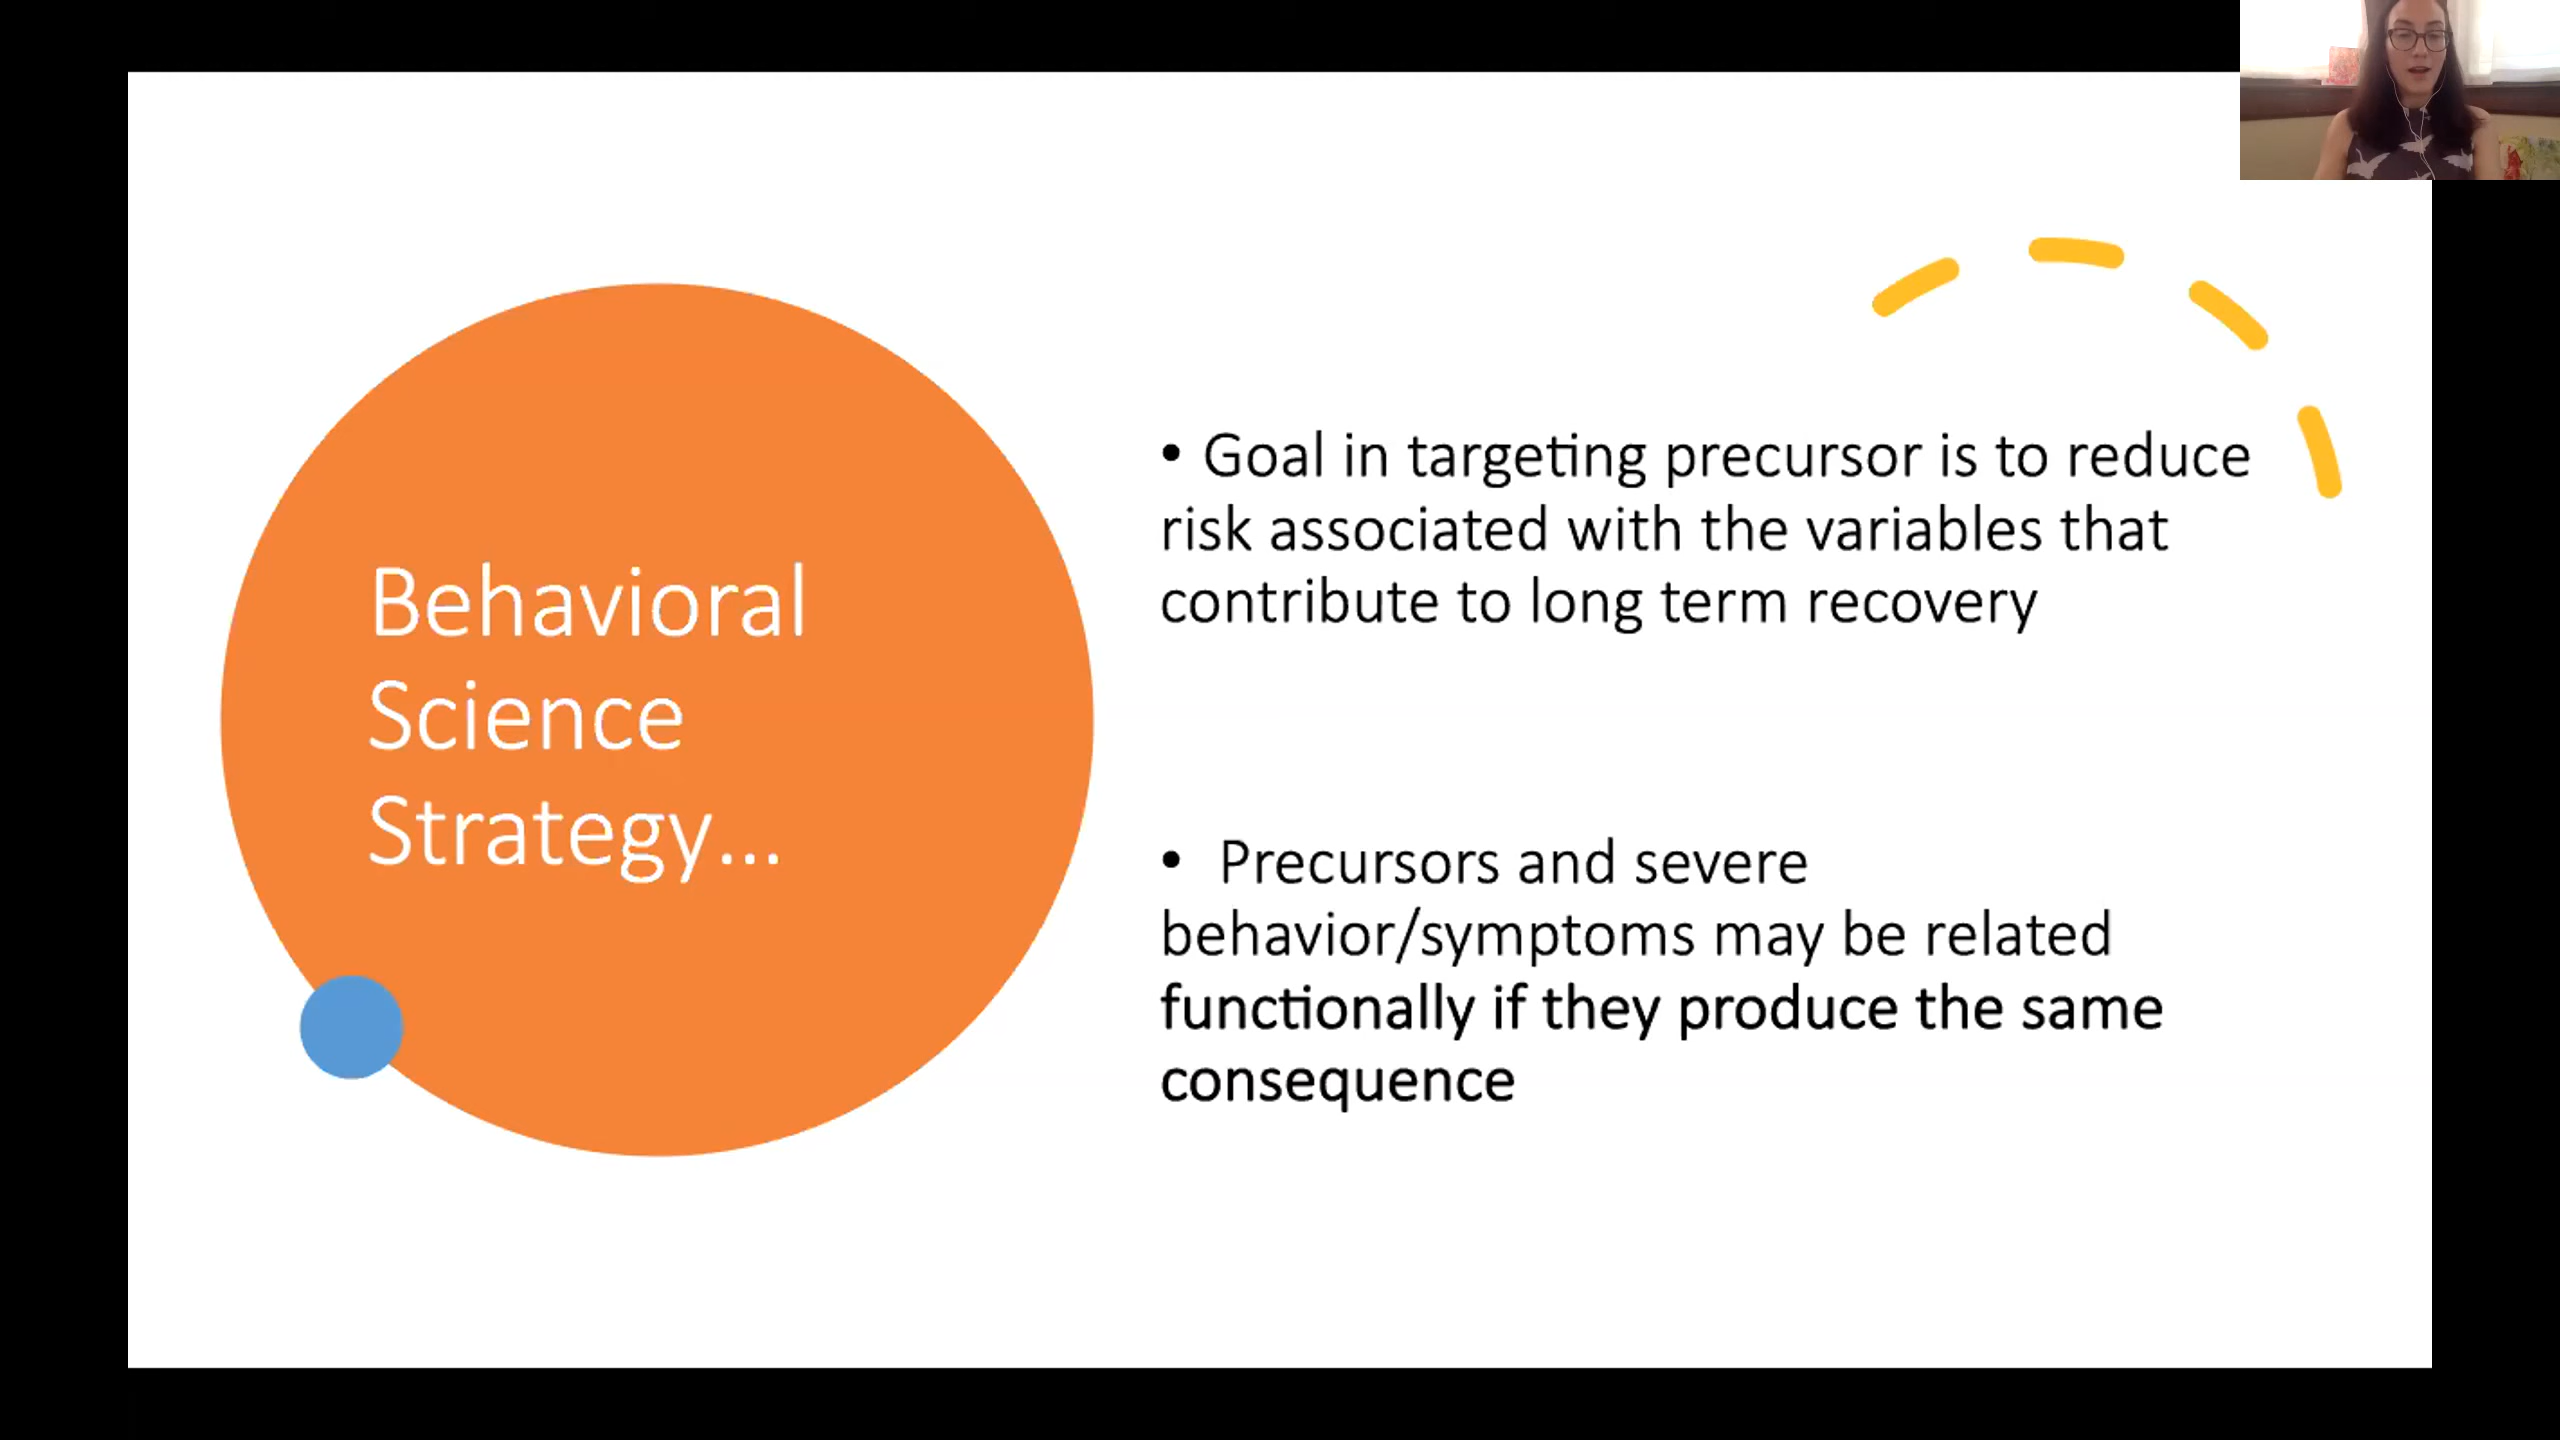 Behavioral
Science
Strategy...
• Goal in targeting precursor is to reduce
risk associated with the variables that
contribute to long term recovery
• Precursors and severe
behavior/symptoms may be related
functionally if they produce the same
consequence